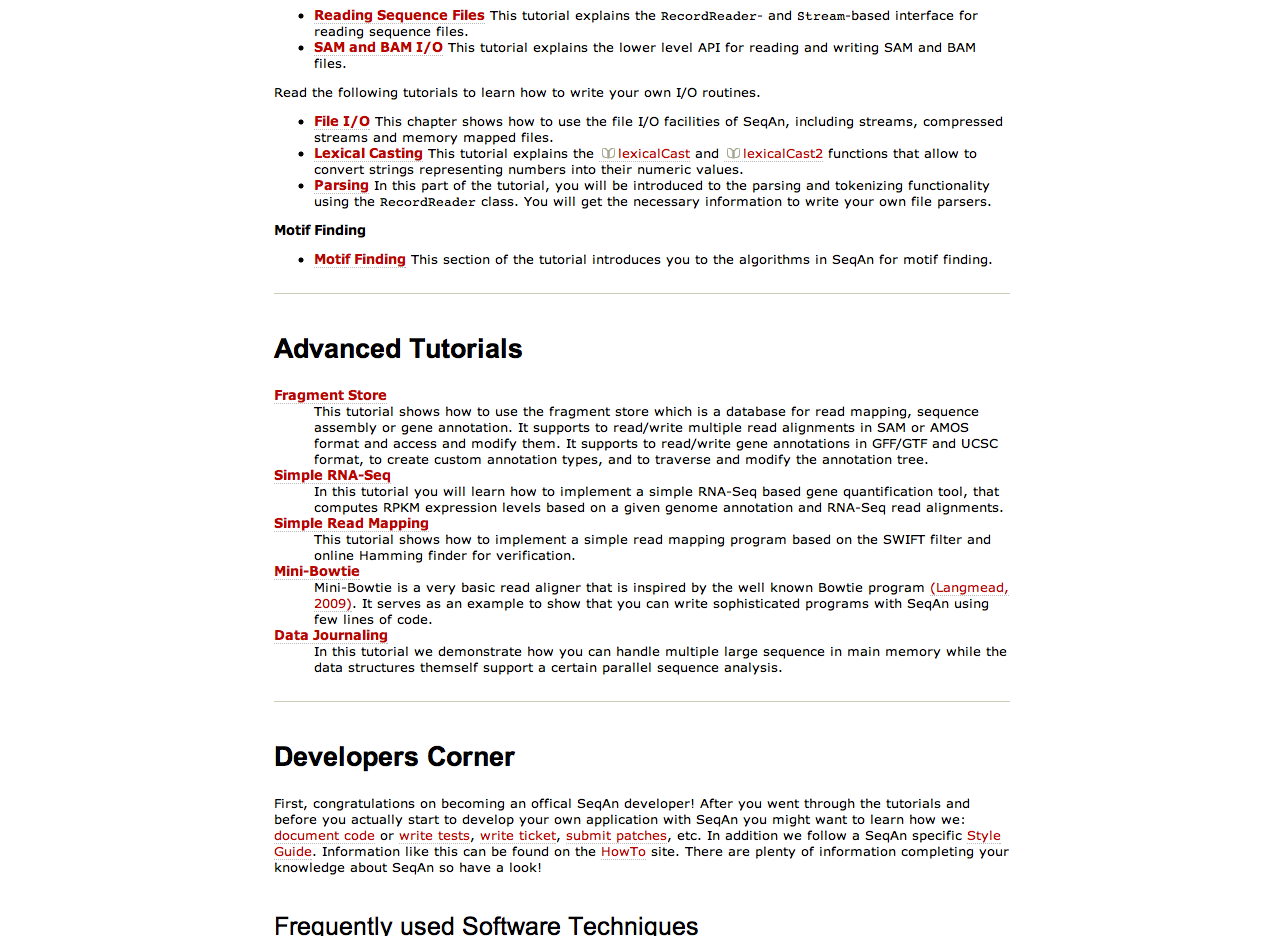 Reading Sequence Files This tutorial explains the RecordReader- and Stream-based interface for
reading sequence files.
SAM and BAM I/O This tutorial explains the lower level API for reading and writing SAM and BAM
files.
Read the following tutorials to learn how to write your own I/O routines.
File I/O This chapter shows how to use the file I/O facilities of SeqAn, including streams, compressed
streams and memory mapped files.
Lexical Casting This tutorial explains the lexicalCast and lexicalCast2 functions that allow to
convert strings representing numbers into their numeric values.
Parsing In this part of the tutorial, you will be introduced to the parsing and tokenizing functionality
using the RecordReader class. You will get the necessary information to write your own file parsers.
Motif Finding
Motif Finding This section of the tutorial introduces you to the algorithms in SeqAn for motif finding.
Advanced Tutorials
Fragment Store
This tutorial shows how to use the fragment store which is a database for read mapping, sequence
assembly or gene annotation. It supports to read/write multiple read alignments in SAM or AMOS
format and access and modify them. It supports to read/write gene annotations in GFF/GTF and UCSC
format, to create custom annotation types, and to traverse and modify the annotation tree.
Simple RNA-Seq
In this tutorial you will learn how to implement a simple RNA-Seq based gene quantification tool, that
computes RPKM expression levels based on a given genome annotation and RNA-Seq read alignments.
Simple Read Mapping
This tutorial shows how to implement a simple read mapping program based on the SWIFT filter and
online Hamming finder for verification.
Mini-Bowtie
Mini-Bowtie is a very basic read aligner that is inspired by the well known Bowtie program (Langmead,
2009). It serves as an example to show that you can write sophisticated programs with SeqAn using
few lines of code.
Data Journaling
In this tutorial we demonstrate how you can handle multiple large sequence in main memory while the
data structures themself support a certain parallel sequence analysis.
Developers Corner
First, congratulations on becoming an offical SeqAn developer! After you went through the tutorials and
before you actually start to develop your own application with SeqAn you might want to learn how we:
document code or write tests, write ticket, submit patches, etc. In addition we follow a SeqAn specific Style
Guide. Information like this can be found on the HowTo site. There are plenty of information completing your
knowledge about SeqAn so have a look!
Frequently used Software Techniques